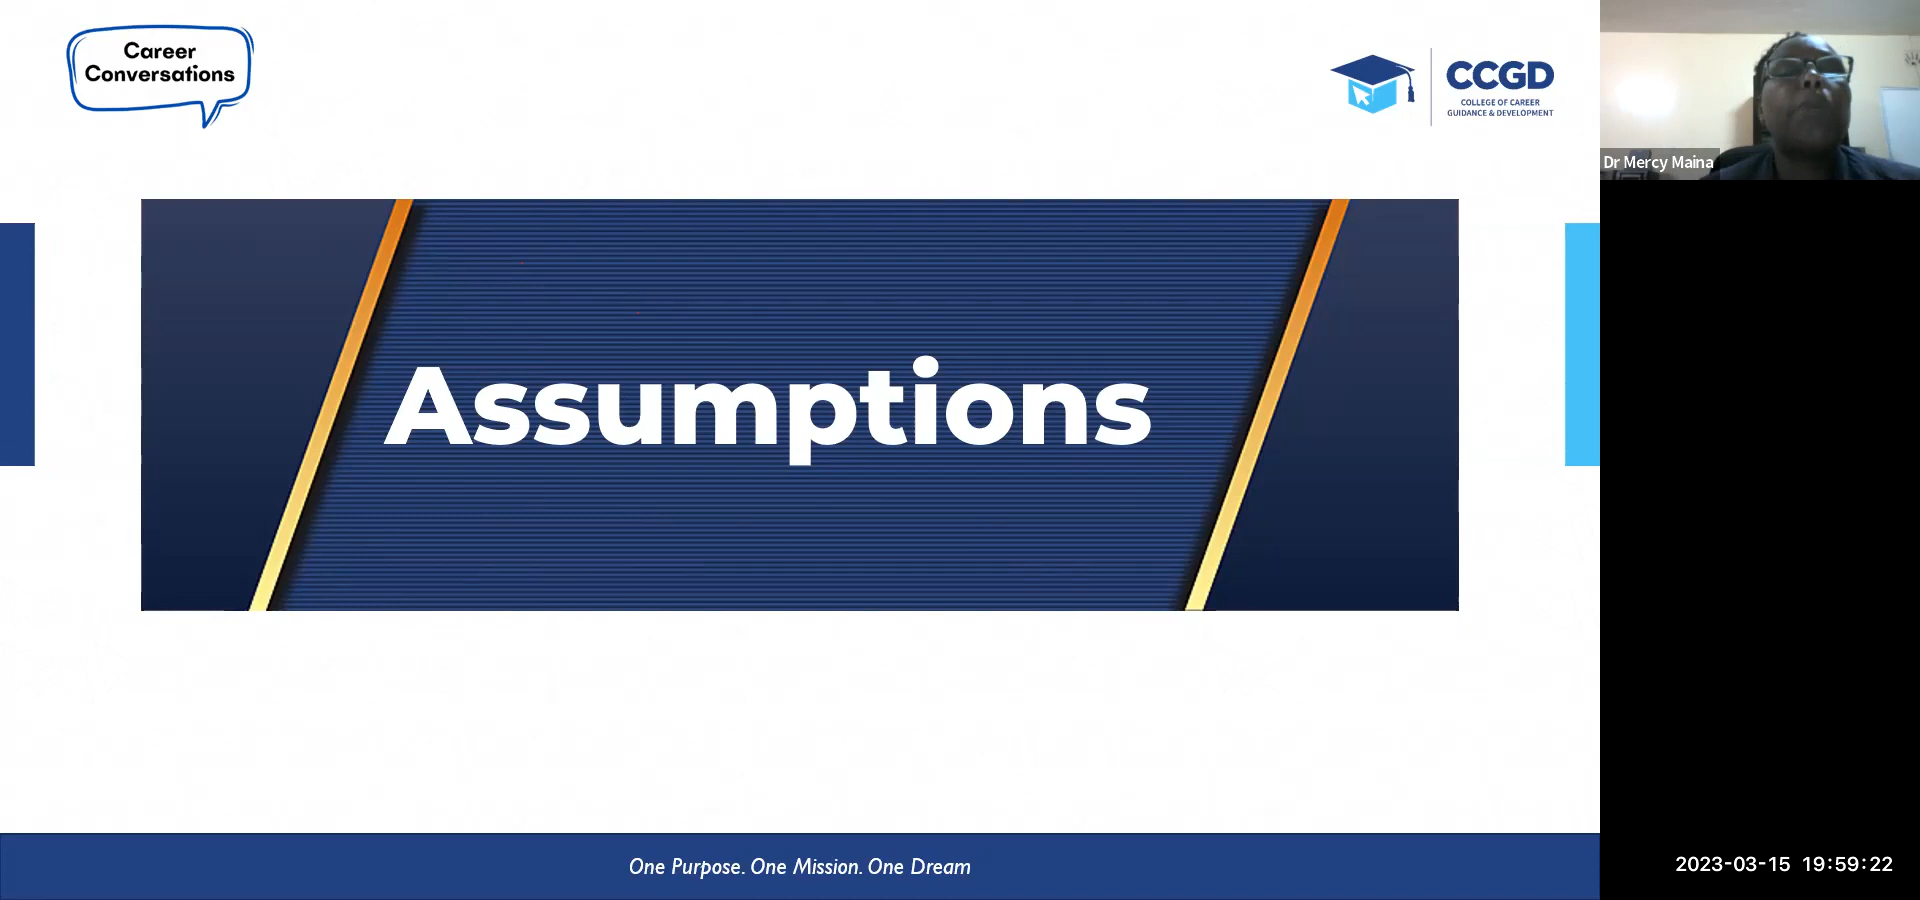 Career
Conversations
CCGD
COLLEGE OF CAREER
GUIDANCE & DEVELOPMENT
Dr Mercy Maina
Assumptions
One Purpose. One Mission. One Dream
2023-03-15 19:59:22